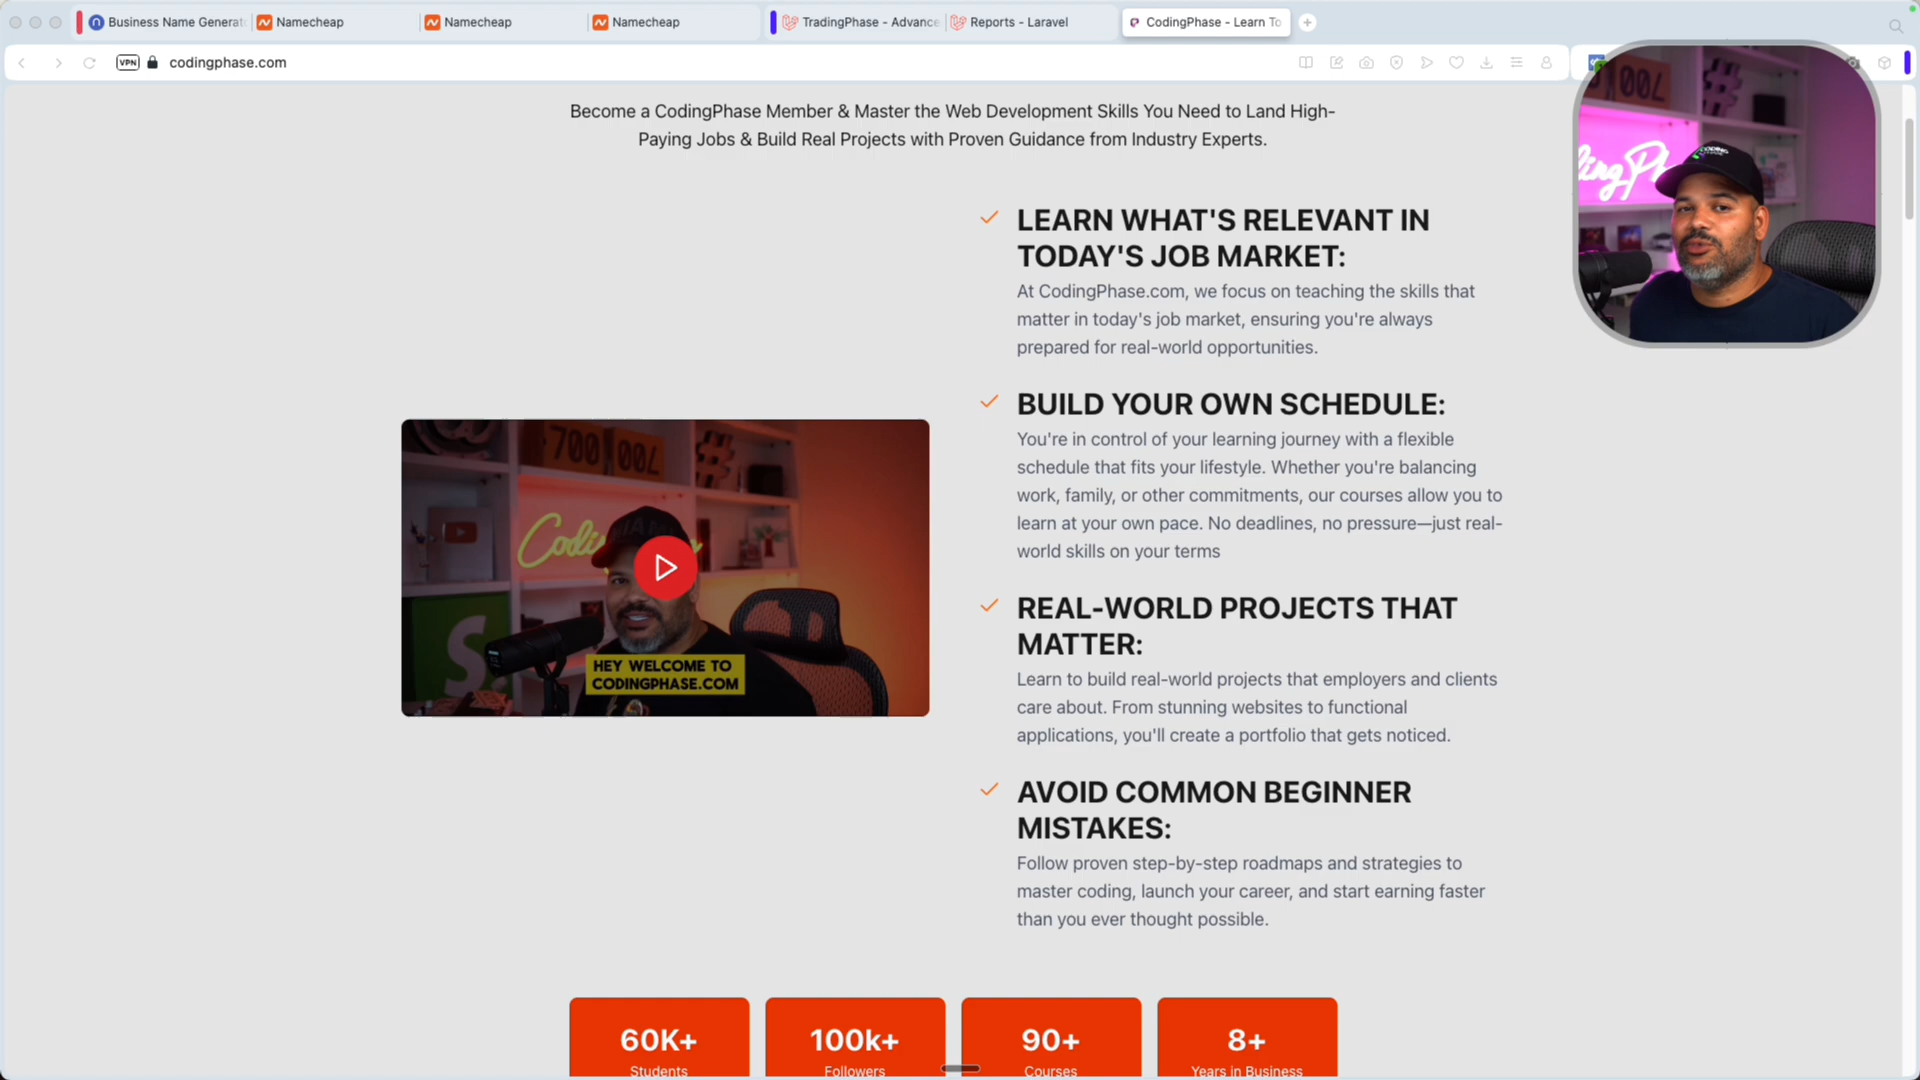 Business Name Generat
Namecheap
Namecheap
Namecheap
TradingPhase - Advance
Reports - Laravel
CodingPhase - Learn To
VPN
codingphase.com
Become a CodingPhase Member & Master the Web Development Skills You Need to Land High-
Paying Jobs & Build Real Projects with Proven Guidance from Industry Experts.
LEARN WHAT'S RELEVANT IN
TODAY'S JOB MARKET:
At CodingPhase.com, we focus on teaching the skills that
matter in today's job market, ensuring you're always
prepared for real-world opportunities.
BUILD YOUR OWN SCHEDULE:
You're in control of your learning journey with a flexible
schedule that fits your lifestyle. Whether you're balancing
work, family, or other commitments, our courses allow you to
learn at your own pace. No deadlines, no pressure—just real-
world skills on your terms
REAL-WORLD PROJECTS THAT
MATTER:
Learn to build real-world projects that employers and clients
care about. From stunning websites to functional
applications, you'll create a portfolio that gets noticed.
AVOID COMMON BEGINNER
MISTAKES:
Follow proven step-by-step roadmaps and strategies to
master coding, launch your career, and start earning faster
than you ever thought possible.
HEY WELCOME TO
CODINGPHASE.COM
60K+
Students
100k+
Followers
90+
Courses
8+
Years in Business